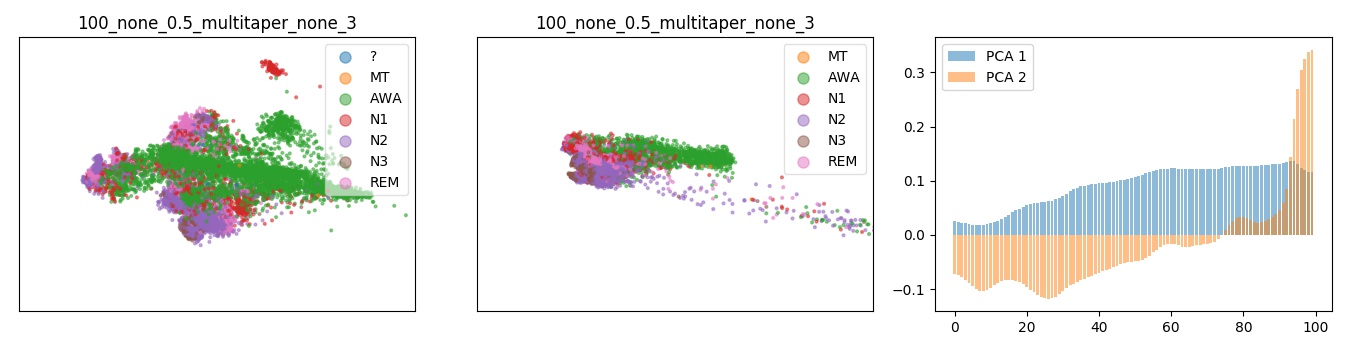 100_none_0.5_multitaper_none_3
?
MT
AWA
N1
N2
N3
REM
100_none_0.5_multitaper_none_3
MT
AWA
N1
N2
N3
REM
PCA 1
PCA 2
0.3
0.2
0.1
0.0
−0.1
0 20 40 60 80 100